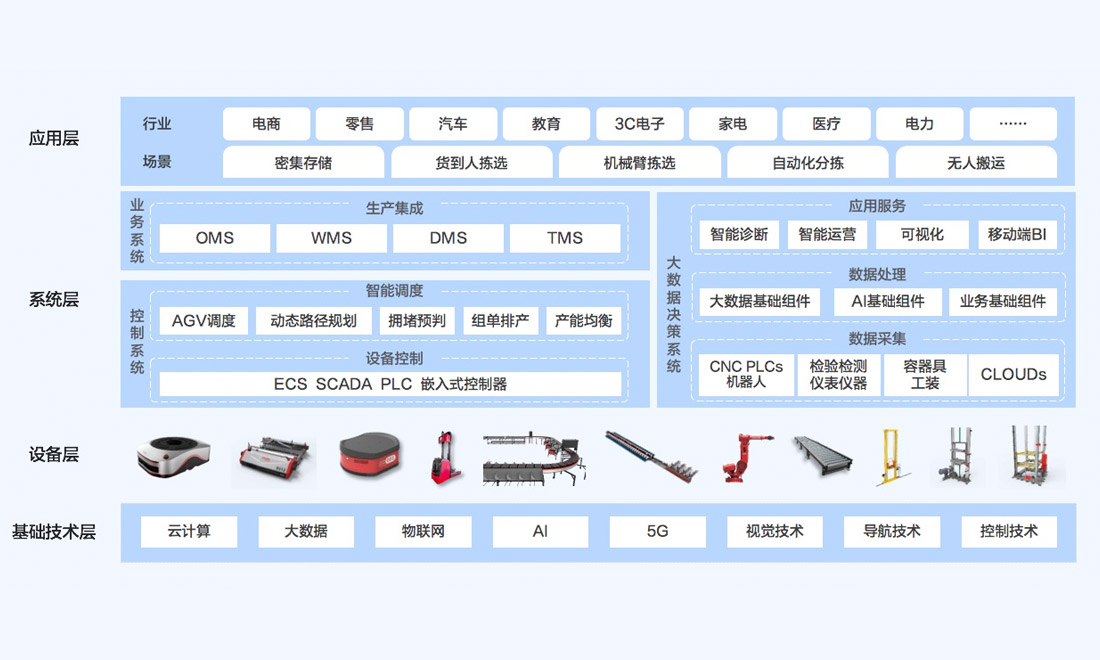 应用层
行业
电商
零售
汽车
教育
3C电子
家电
医疗
电力
……
场景
密集存储
货到人拣选
机械臂拣选
自动化分拣
无人搬运
系统层
业务系统
生产集成
OMS
WMS
DMS
TMS
控制系统
智能调度
AGV调度
动态路径规划
拥堵预判
组单排产
产能均衡
设备控制
ECS SCADA PLC 嵌入式控制器
大数据决策系统
应用服务
智能诊断
智能运营
可视化
移动端BI
数据处理
大数据基础组件
AI基础组件
业务基础组件
数据采集
CNC PLCs
机器人
检验检测
仪表仪器
容器具
工装
CLOUDs
设备层
基础技术层
云计算
大数据
物联网
AI
5G
视觉技术
导航技术
控制技术